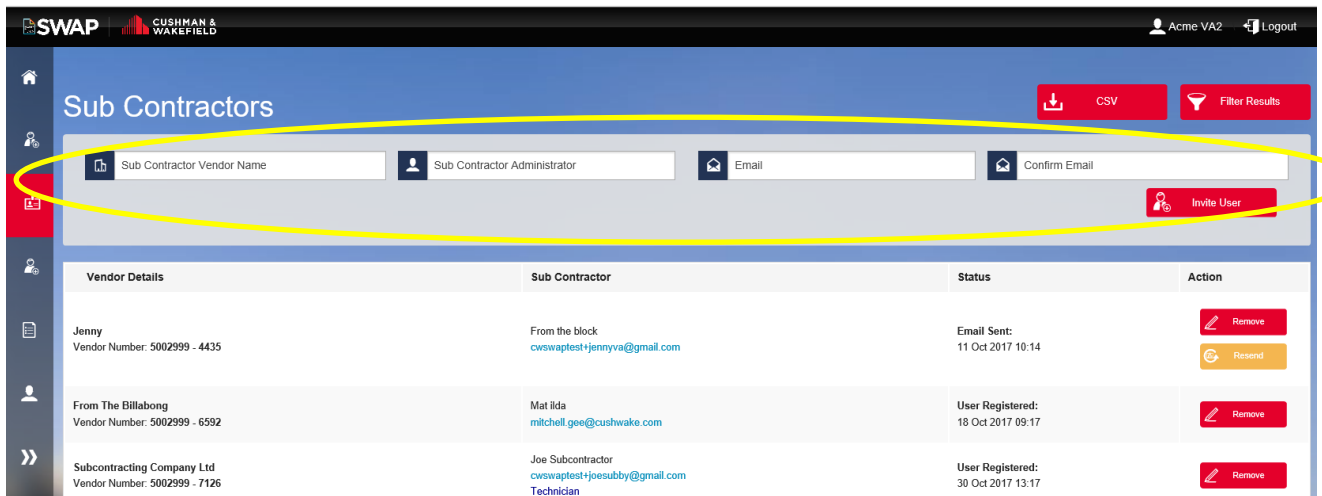 SWAP CUSHMAN & WAKEFIELD Acme VA2 Logout
Sub Contractors CSV Filter Results
Sub Contractor Vendor Name Sub Contractor Administrator Email Confirm Email
Invite User
Vendor Details Sub Contractor Status Action
Jenny From the block Email Sent: Remove
Vendor Number: 5002999 - 4435 cwswaptest+jennyva@gmail.com 11 Oct 2017 10:14 Resend
From The Billabong Mat ilda User Registered: Remove
Vendor Number: 5002999 - 6592 mitchell.gee@cushwake.com 18 Oct 2017 09:17
Subcontracting Company Ltd Joe Subcontractor User Registered: Remove
Vendor Number: 5002999 - 7126 cwswaptest+joesubby@gmail.com 30 Oct 2017 13:17
Technician